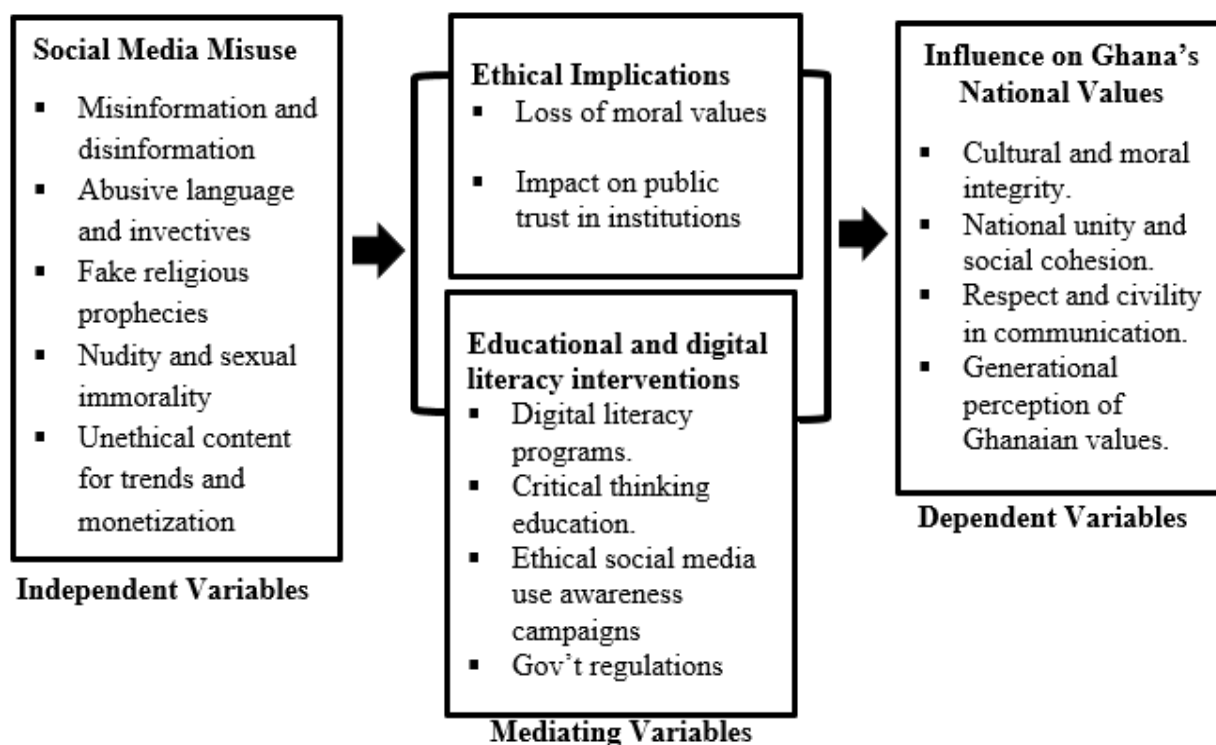 Social Media Misuse
▪ Misinformation and
disinformation
▪ Abusive language
and invectives
▪ Fake religious
prophecies
▪ Nudity and sexual
immorality
▪ Unethical content
for trends and
monetization
Independent Variables
Ethical Implications
▪ Loss of moral values
▪ Impact on public
trust in institutions
Educational and digital
literacy interventions
▪ Digital literacy
programs.
▪ Critical thinking
education.
▪ Ethical social media
use awareness
campaigns
▪ Gov’t regulations
Mediating Variables
Influence on Ghana’s
National Values
▪ Cultural and moral
integrity.
▪ National unity and
social cohesion.
▪ Respect and civility
in communication.
▪ Generational
perception of
Ghanaian values.
Dependent Variables